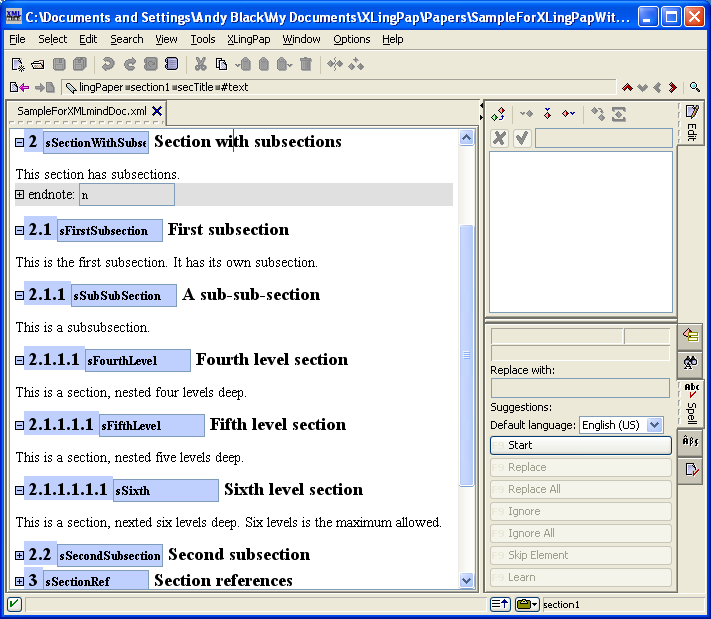 C:\Documents and Settings\Andy Black\My Documents\XLingPap\Papers\SampleForXLingPapWit...
File Select Edit Search View Tools XLingPap Window Options Help
lingPaper section1 secTitle #text
SampleForXMLmindDoc.xml
2 sSectionWithSubse Section with subsections
This section has subsections.
endnote: n
2.1 sFirstSubsection First subsection
This is the first subsection. It has its own subsection.
2.1.1 sSubSubSection A sub-sub-section
This is a subsubsection.
2.1.1.1 sFourthLevel Fourth level section
This is a section, nested four levels deep.
2.1.1.1.1 sFifthLevel Fifth level section
This is a section, nested five levels deep.
2.1.1.1.1.1 sSixth Sixth level section
This is a section, nexted six levels deep. Six levels is the maximum allowed.
2.2 sSecondSubsection Second subsection
3 sSectionRef Section references
Edit
Replace with:
Suggestions:
Default language: English (US)
Abc
Spell
Start
Replace
Replace All
Ignore
Ignore All
Skip Element
Learn
section1